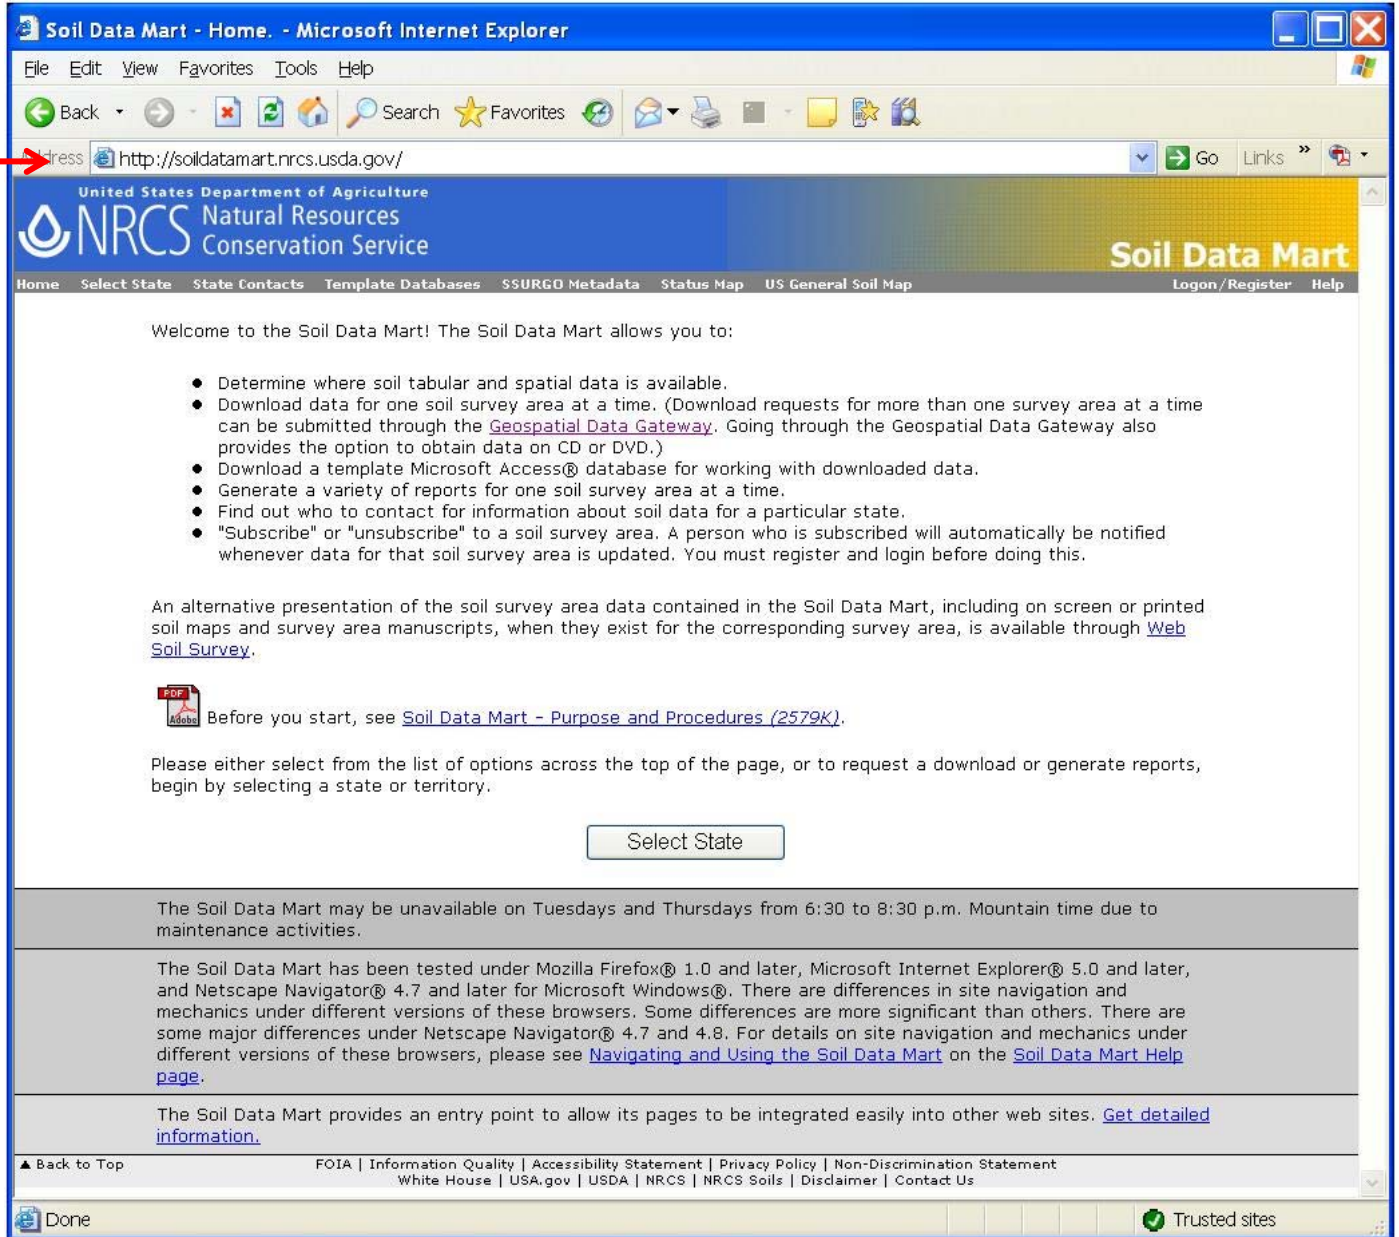 Soil Data Mart - Home. - Microsoft Internet Explorer
File Edit View Favorites Tools Help
Back Search Favorites
Address http://soildatamart.nrcs.usda.gov/ Go Links »
United States Department of Agriculture
NRCS Natural Resources
Conservation Service
Soil Data Mart
Home Select State State Contacts Template Databases SSURGO Metadata Status Map US General Soil Map Logon/Register Help
Welcome to the Soil Data Mart! The Soil Data Mart allows you to:
● Determine where soil tabular and spatial data is available.
● Download data for one soil survey area at a time. (Download requests for more than one survey area at a time
can be submitted through the Geospatial Data Gateway. Going through the Geospatial Data Gateway also
provides the option to obtain data on CD or DVD.)
● Download a template Microsoft Access® database for working with downloaded data.
● Generate a variety of reports for one soil survey area at a time.
● Find out who to contact for information about soil data for a particular state.
● "Subscribe" or "unsubscribe" to a soil survey area. A person who is subscribed will automatically be notified
whenever data for that soil survey area is updated. You must register and login before doing this.
An alternative presentation of the soil survey area data contained in the Soil Data Mart, including on screen or printed
soil maps and survey area manuscripts, when they exist for the corresponding survey area, is available through Web
Soil Survey.
PDF
Adobe
Before you start, see Soil Data Mart - Purpose and Procedures (2579K).
Please either select from the list of options across the top of the page, or to request a download or generate reports,
begin by selecting a state or territory.
Select State
The Soil Data Mart may be unavailable on Tuesdays and Thursdays from 6:30 to 8:30 p.m. Mountain time due to
maintenance activities.
The Soil Data Mart has been tested under Mozilla Firefox® 1.0 and later, Microsoft Internet Explorer® 5.0 and later,
and Netscape Navigator® 4.7 and later for Microsoft Windows®. There are differences in site navigation and
mechanics under different versions of these browsers. Some differences are more significant than others. There are
some major differences under Netscape Navigator® 4.7 and 4.8. For details on site navigation and mechanics under
different versions of these browsers, please see Navigating and Using the Soil Data Mart on the Soil Data Mart Help
page.
The Soil Data Mart provides an entry point to allow its pages to be integrated easily into other web sites. Get detailed
information.
▲ Back to Top FOIA | Information Quality | Accessibility Statement | Privacy Policy | Non-Discrimination Statement
White House | USA.gov | USDA | NRCS | NRCS Soils | Disclaimer | Contact Us
Done Trusted sites